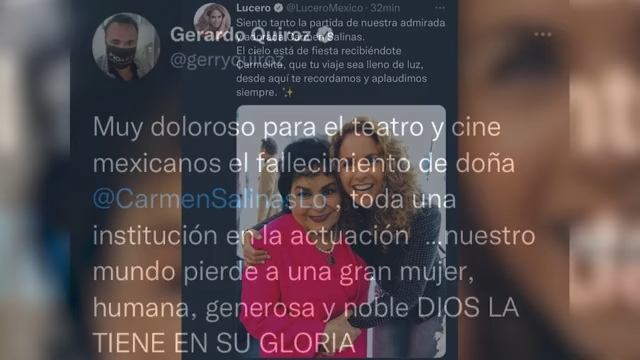 Lucero @LuceroMexico · 32min
Siento tanto la partida de nuestra admirada
y adorada Carmen Salinas.
El cielo está de fiesta recibiéndote
Carmelita, que tu viaje sea lleno de luz,
desde aquí te recordamos y aplaudimos
siempre.
Gerardo Quiroz
@gerryquiroz
Muy doloroso para el teatro y cine
mexicanos el fallecimiento de doña
@CarmenSalinasLo , toda una
institución en la actuación ...nuestro
mundo pierde a una gran mujer,
humana, generosa y noble DIOS LA
TIENE EN SU GLORIA